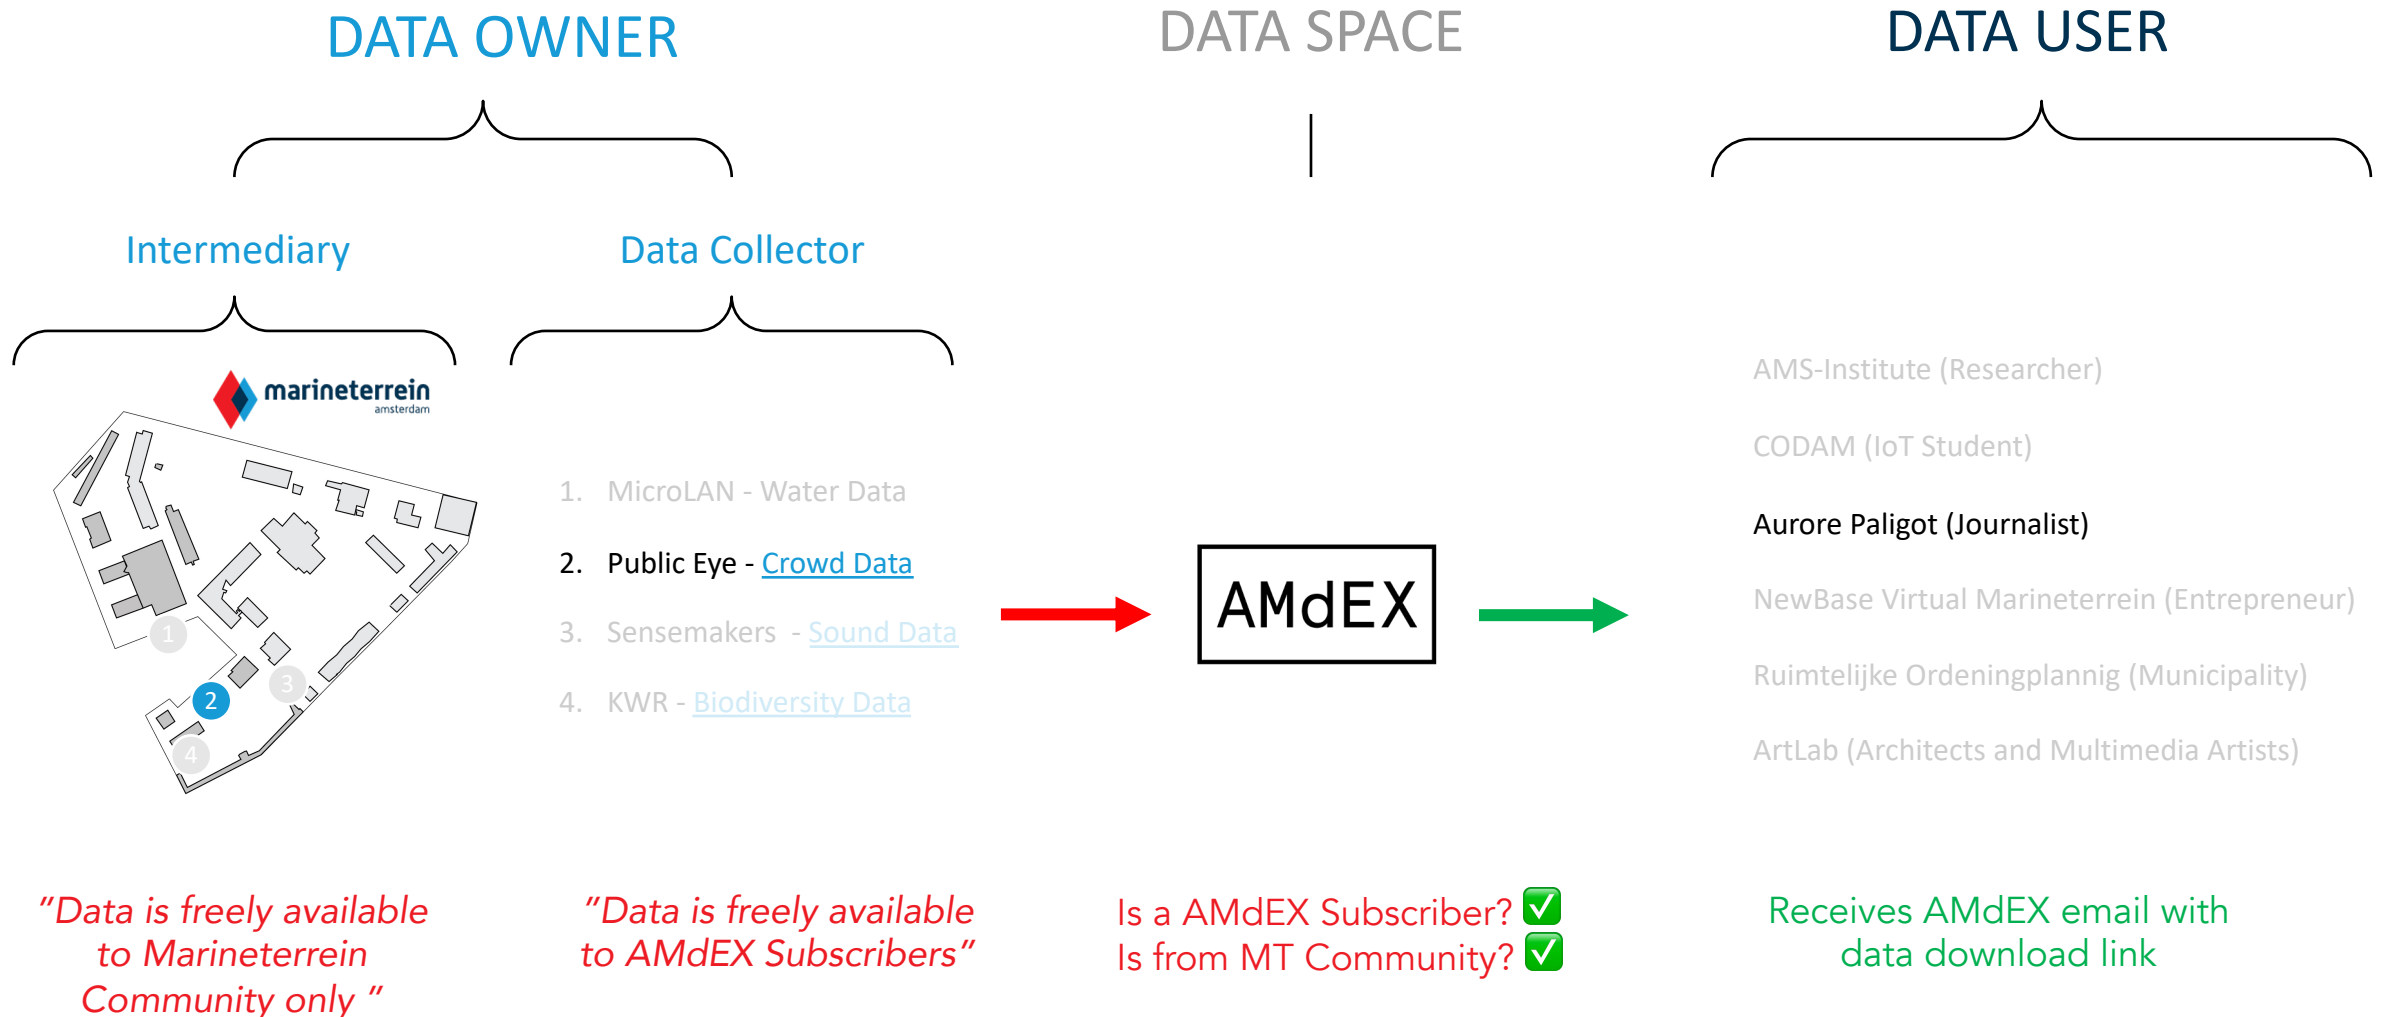 DATA OWNER
DATA SPACE
DATA USER
Intermediary
Data Collector
marineterrein
amsterdam
1
2
3
4
1. MicroLAN - Water Data
2. Public Eye - Crowd Data
3. Sensemakers - Sound Data
4. KWR - Biodiversity Data
AMdEX
AMS-Institute (Researcher)
CODAM (IoT Student)
Aurore Paligot (Journalist)
NewBase Virtual Marineterrein (Entrepreneur)
Ruimtelijke Ordeningplannig (Municipality)
ArtLab (Architects and Multimedia Artists)
"Data is freely available
to Marineterrein
Community only "
"Data is freely available
to AMdEX Subscribers"
Is a AMdEX Subscriber? ✅
Is from MT Community? ✅
Receives AMdEX email with
data download link